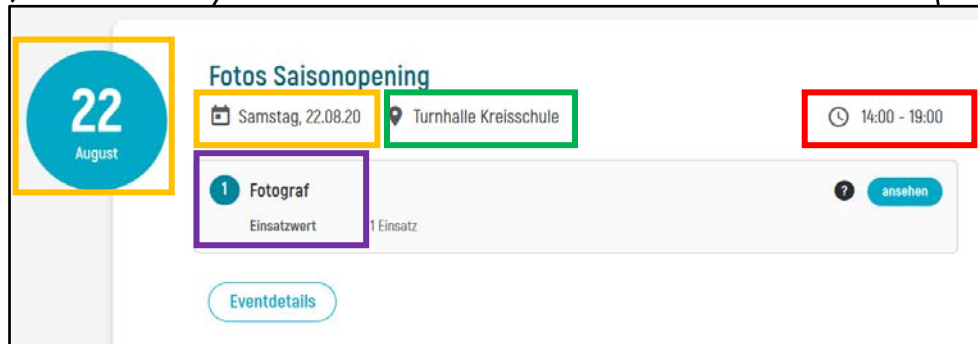 22
August
Fotos Saisonopening
Samstag, 22.08.20 Turnhalle Kreisschule 14:00 - 19:00
1 Fotograf ? ansehen
Einsatzwert 1 Einsatz
Eventdetails